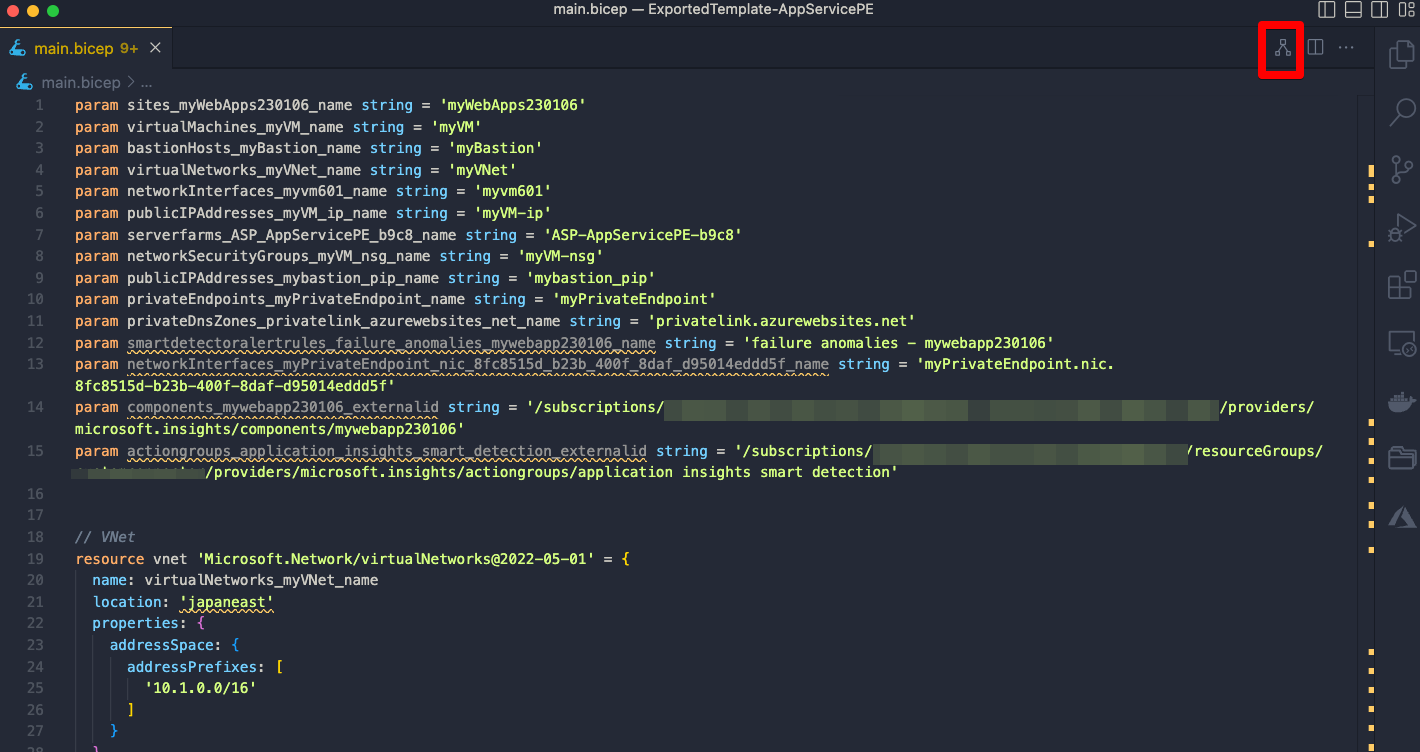 main.bicep — ExportedTemplate-AppServicePE
main.bicep 9+
main.bicep > ...
1 param sites_myWebApps230106_name string = 'myWebApps230106'
2 param virtualMachines_myVM_name string = 'myVM'
3 param bastionHosts_myBastion_name string = 'myBastion'
4 param virtualNetworks_myVNet_name string = 'myVNet'
5 param networkInterfaces_myvm601_name string = 'myvm601'
6 param publicIPAddresses_myVM_ip_name string = 'myVM-ip'
7 param serverfarms_ASP_AppServicePE_b9c8_name string = 'ASP-AppServicePE-b9c8'
8 param networkSecurityGroups_myVM_nsg_name string = 'myVM-nsg'
9 param publicIPAddresses_mybastion_pip_name string = 'mybastion_pip'
10 param privateEndpoints_myPrivateEndpoint_name string = 'myPrivateEndpoint'
11 param privateDnsZones_privatelink_azurewebsites_net_name string = 'privatelink.azurewebsites.net'
12 param smartdetectoralertrules_failure_anomalies_mywebapp230106_name string = 'failure anomalies - mywebapp230106'
13 param networkInterfaces_myPrivateEndpoint_nic_8fc8515d_b23b_400f_8daf_d95014eddd5f_name string = 'myPrivateEndpoint.nic.
8fc8515d-b23b-400f-8daf-d95014eddd5f'
14 param components_mywebapp230106_externalid string = '/subscriptions/ /providers/
microsoft.insights/components/mywebapp230106'
15 param actiongroups_application_insights_smart_detection_externalid string = '/subscriptions/ /resourceGroups/
/providers/microsoft.insights/actiongroups/application insights smart detection'
16
17
18 // VNet
19 resource vnet 'Microsoft.Network/virtualNetworks@2022-05-01' = {
20 name: virtualNetworks_myVNet_name
21 location: 'japaneast'
22 properties: {
23 addressSpace: {
24 addressPrefixes: [
25 '10.1.0.0/16'
26 ]
27 }
28 }